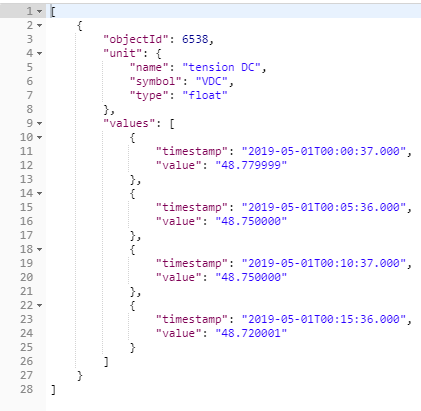 1 [
2     {
3         "objectId": 6538,
4         "unit": {
5             "name": "tension DC",
6             "symbol": "VDC",
7             "type": "float"
8         },
9         "values": [
10             {
11                 "timestamp": "2019-05-01T00:00:37.000",
12                 "value": "48.779999"
13             },
14             {
15                 "timestamp": "2019-05-01T00:05:36.000",
16                 "value": "48.750000"
17             },
18             {
19                 "timestamp": "2019-05-01T00:10:37.000",
20                 "value": "48.750000"
21             },
22             {
23                 "timestamp": "2019-05-01T00:15:36.000",
24                 "value": "48.720001"
25             }
26         ]
27     }
28 ]